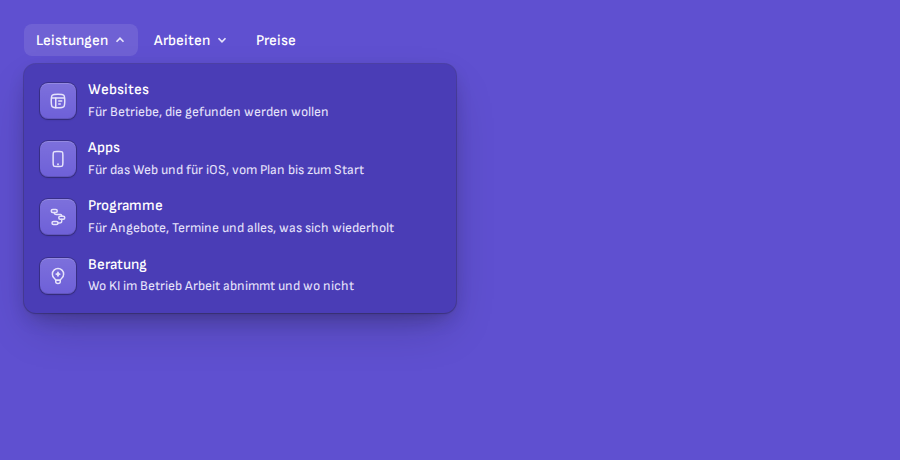 Leistungen
Arbeiten
Preise
Websites
Für Betriebe, die gefunden werden wollen
Apps
Für das Web und für iOS, vom Plan bis zum Start
Programme
Für Angebote, Termine und alles, was sich wiederholt
Beratung
Wo KI im Betrieb Arbeit abnimmt und wo nicht